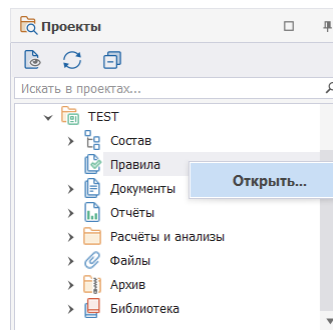 Проекты
Искать в проектах...
TEST
Состав
Правила
Открыть...
Документы
Отчёты
Расчёты и анализы
Файлы
Архив
Библиотека